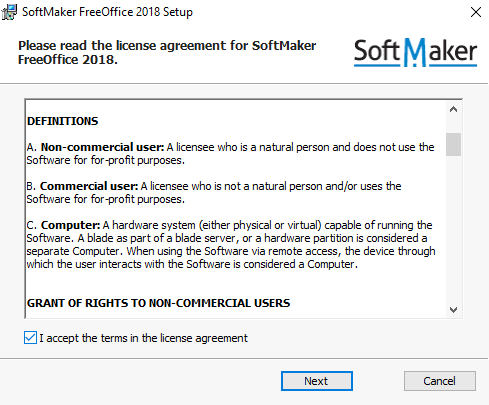 SoftMaker FreeOffice 2018 Setup
Please read the license agreement for SoftMaker
FreeOffice 2018.
SoftMaker
DEFINITIONS
A. Non-commercial user: A licensee who is a natural person and does not use the
Software for for-profit purposes.
B. Commercial user: A licensee who is not a natural person and/or uses the
Software for for-profit purposes.
C. Computer: A hardware system (either physical or virtual) capable of running the
Software. A blade as part of a blade server, or a hardware partition is considered a
separate Computer. When using the Software via remote access, the device through
which the user interacts with the Software is considered a Computer.
GRANT OF RIGHTS TO NON-COMMERCIAL USERS
I accept the terms in the license agreement
Next
Cancel